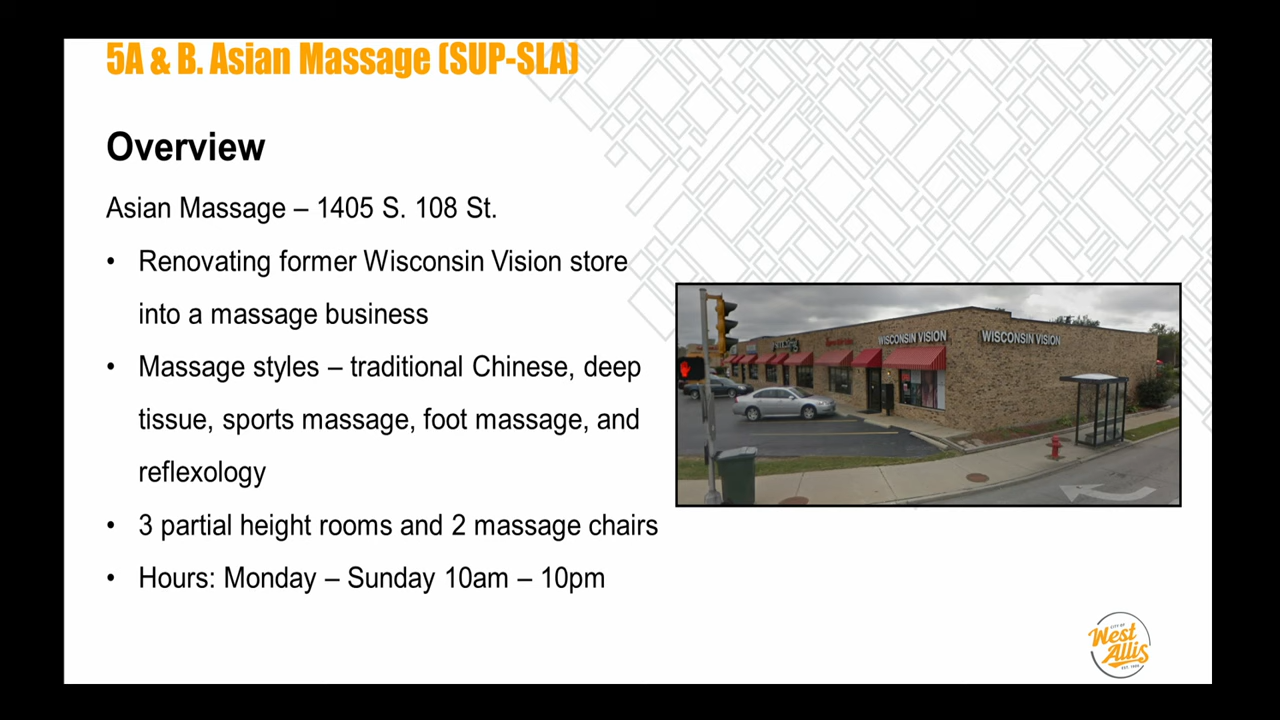 5A & B. Asian Massage (SUP-SLA)
Overview
Asian Massage – 1405 S. 108 St.
• Renovating former Wisconsin Vision store
into a massage business
• Massage styles – traditional Chinese, deep
tissue, sports massage, foot massage, and
reflexology
• 3 partial height rooms and 2 massage chairs
• Hours: Monday – Sunday 10am – 10pm
WISCONSIN VISION
WISCONSIN VISION
CITY OF
West
Allis